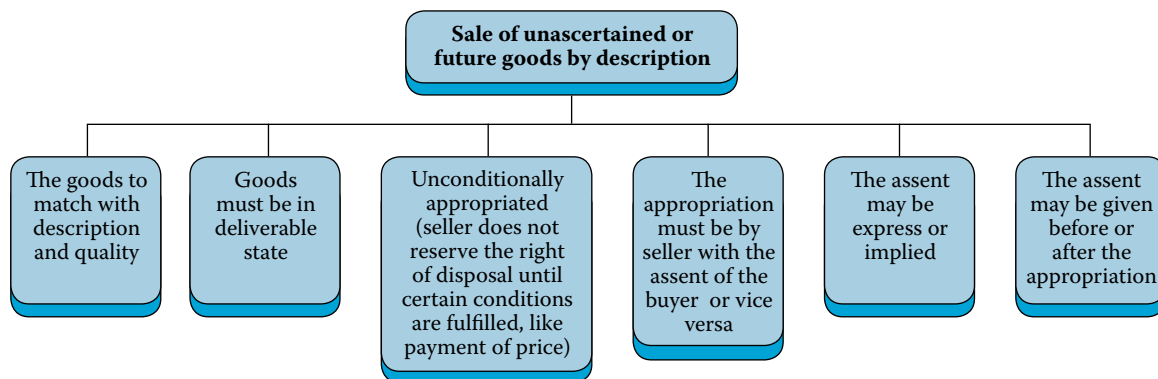 Sale of unascertained or
future goods by description
The goods to
match with
description
and quality
Goods
must be in
deliverable
state
Unconditionally
appropriated
(seller does not
reserve the right
of disposal until
certain conditions
are fulfilled, like
payment of price)
The
appropriation
must be by
seller with the
assent of the
buyer or vice
versa
The assent
may be
express or
implied
The assent
may be given
before or
after the
appropriation